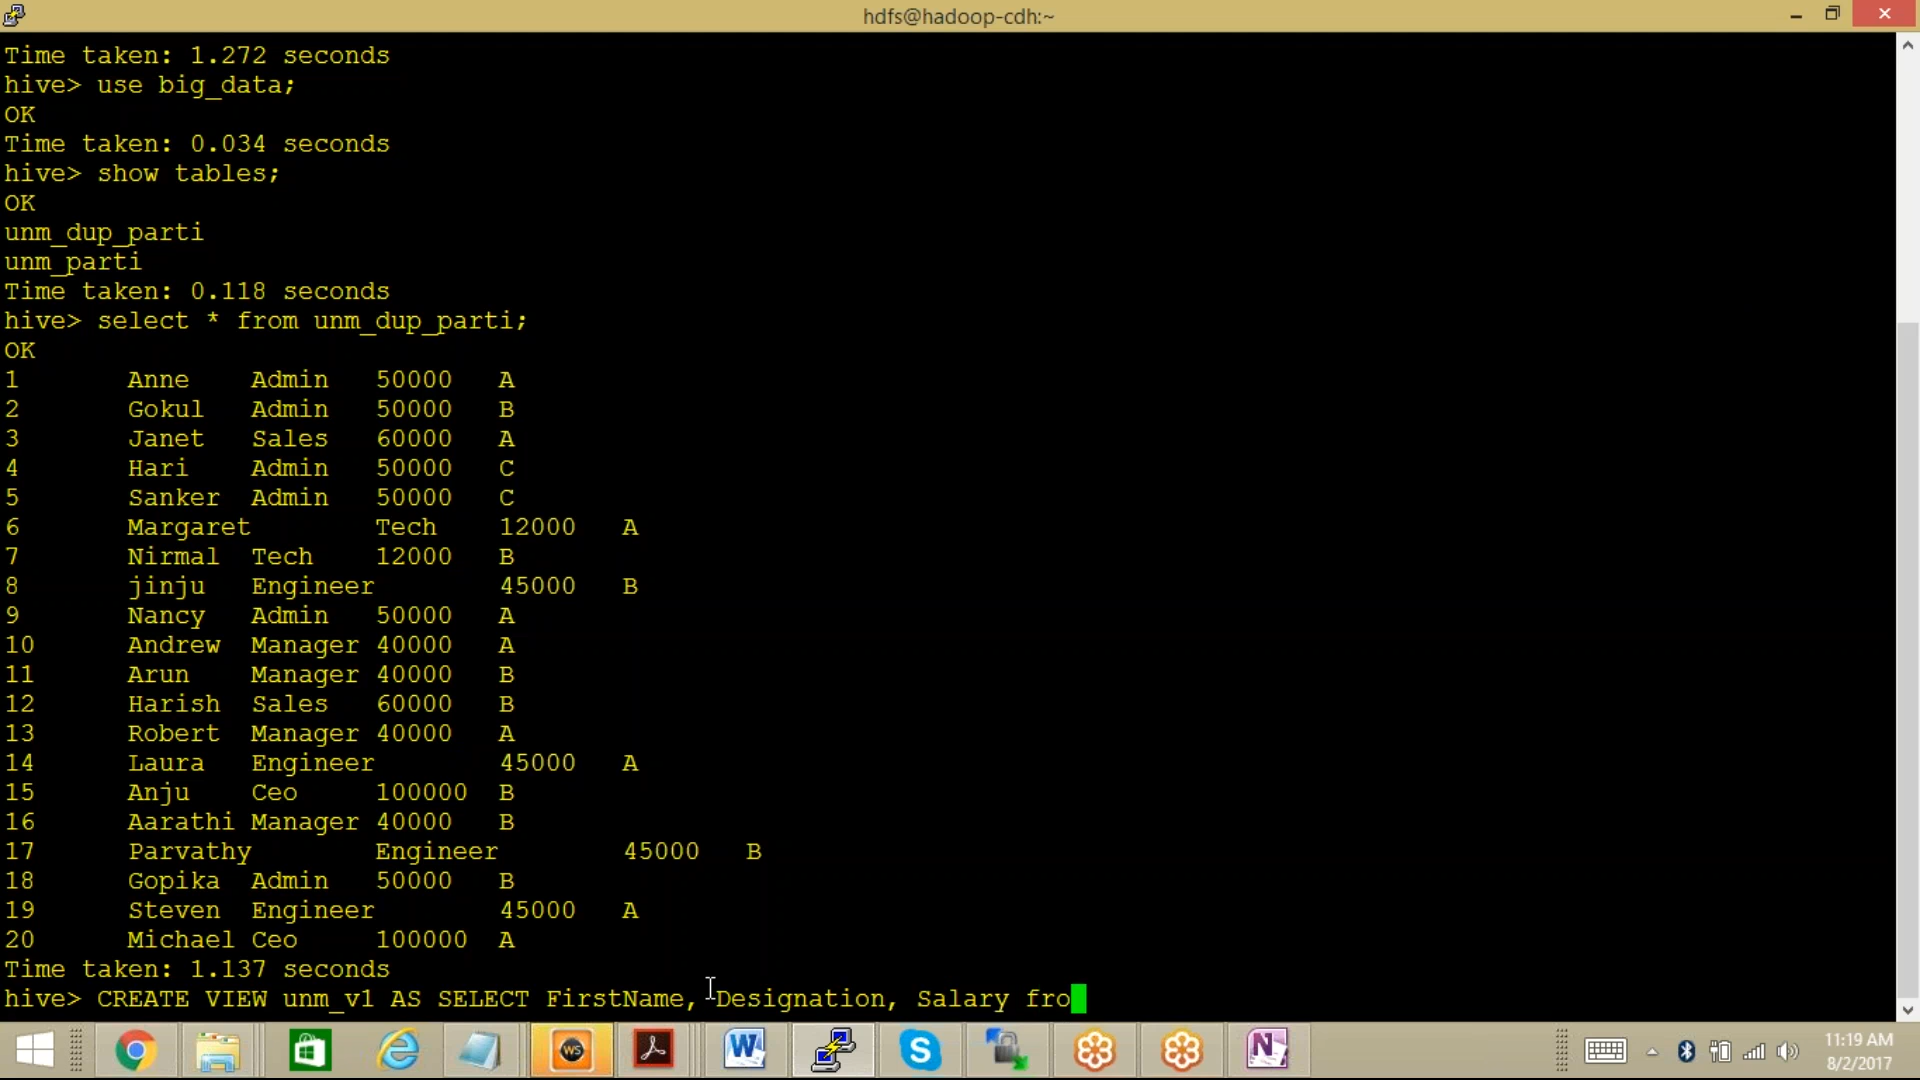 hdfs@hadoop-cdh:~
Time taken: 1.272 seconds
hive> use big_data;
OK
Time taken: 0.034 seconds
hive> show tables;
OK
unm_dup_parti
unm_parti
Time taken: 0.118 seconds
hive> select * from unm_dup_parti;
OK
1 Anne Admin 50000 A
2 Gokul Admin 50000 B
3 Janet Sales 60000 A
4 Hari Admin 50000 C
5 Sanker Admin 50000 C
6 Margaret Tech 12000 A
7 Nirmal Tech 12000 B
8 jinju Engineer 45000 B
9 Nancy Admin 50000 A
10 Andrew Manager 40000 A
11 Arun Manager 40000 B
12 Harish Sales 60000 B
13 Robert Manager 40000 A
14 Laura Engineer 45000 A
15 Anju Ceo 100000 B
16 Aarathi Manager 40000 B
17 Parvathy Engineer 45000 B
18 Gopika Admin 50000 B
19 Steven Engineer 45000 A
20 Michael Ceo 100000 A
Time taken: 1.137 seconds
hive> CREATE VIEW unm_v1 AS SELECT FirstName, Designation, Salary fro
WS
11:19 AM
8/2/2017